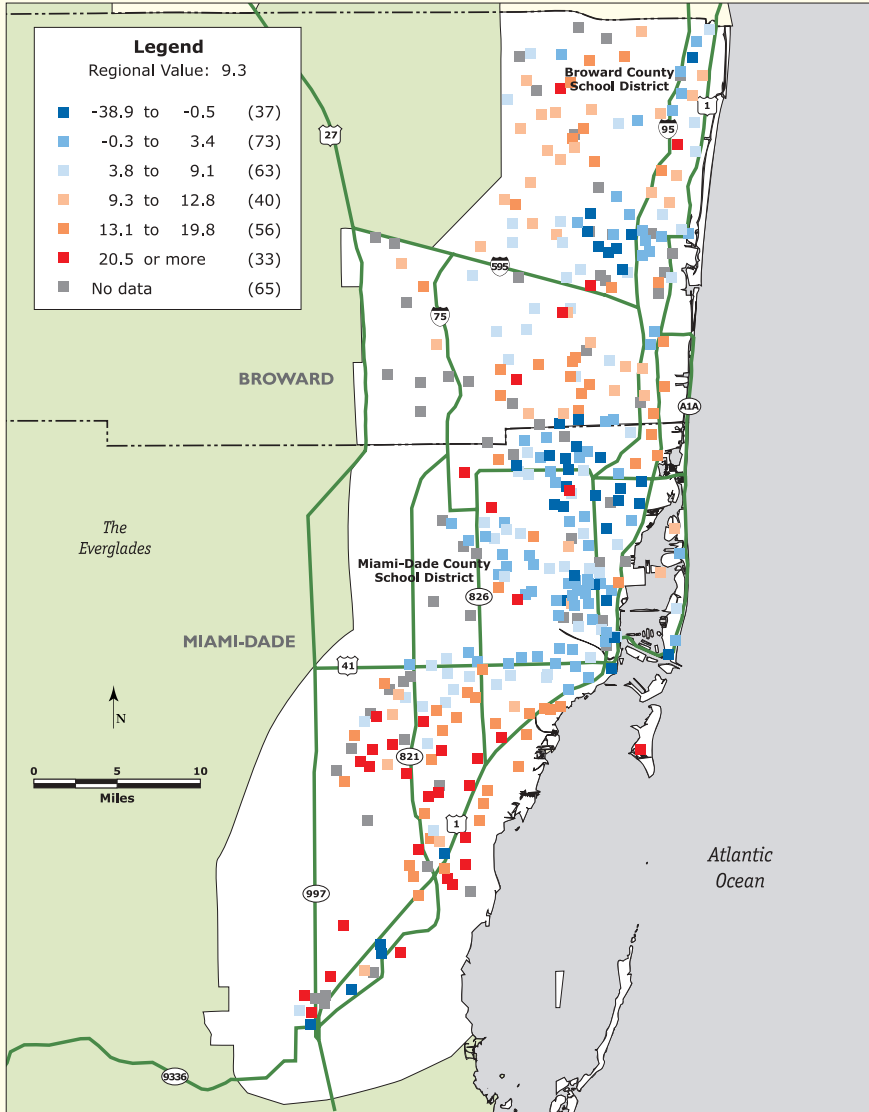 Legend
Regional Value: 9.3
-38.9 to -0.5 (37)
-0.3 to 3.4 (73)
3.8 to 9.1 (63)
9.3 to 12.8 (40)
13.1 to 19.8 (56)
20.5 or more (33)
No data (65)
Broward County
School District
1
95
27
595
75
BROWARD
A1A
The
Everglades
Miami-Dade County
School District
826
MIAMI-DADE
41
N
821
0 5 10
Miles
1
Atlantic
Ocean
997
9336